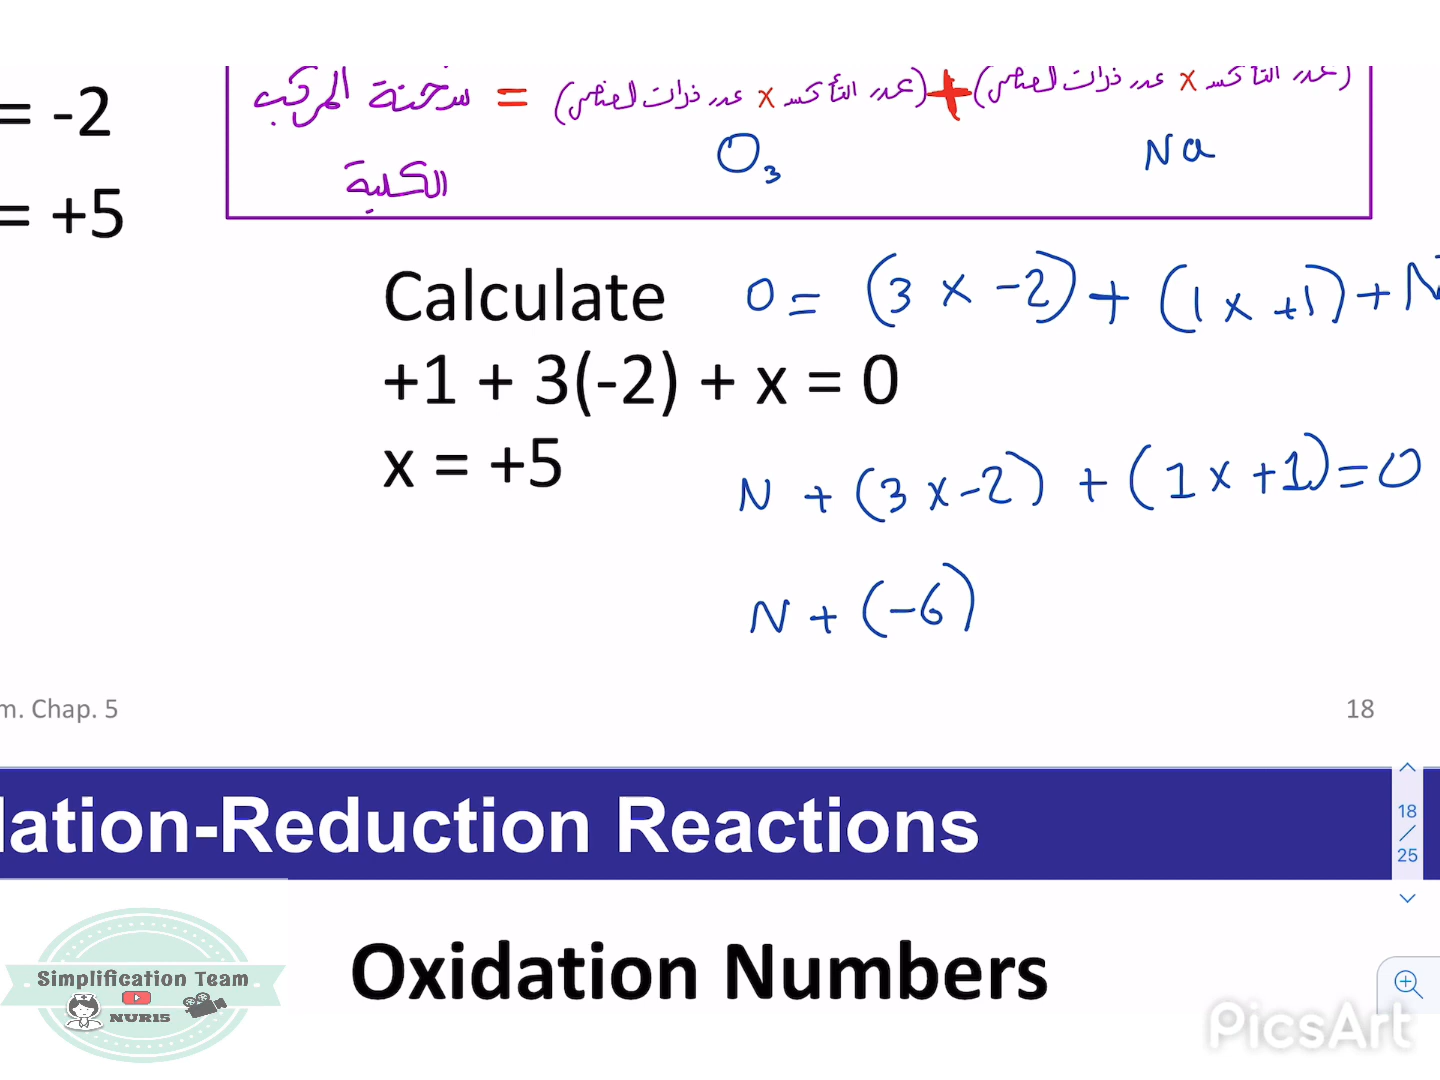 = -2
= +5
(عدد التأكسد x عدد ذرات العنصر) + (عدد التأكسد x عدد ذرات العنصر) = شحنة المركب
الكلية
O₃
Na
Calculate
+1 + 3(-2) + x = 0
x = +5
0 = (3 x -2) + (1 x +1) + N
N + (3 x -2) + (1 x +1) = 0
N + (-6)
m. Chap. 5
18
lation-Reduction Reactions
18
/
25
Oxidation Numbers
Simplification Team
NUR15
PicsArt